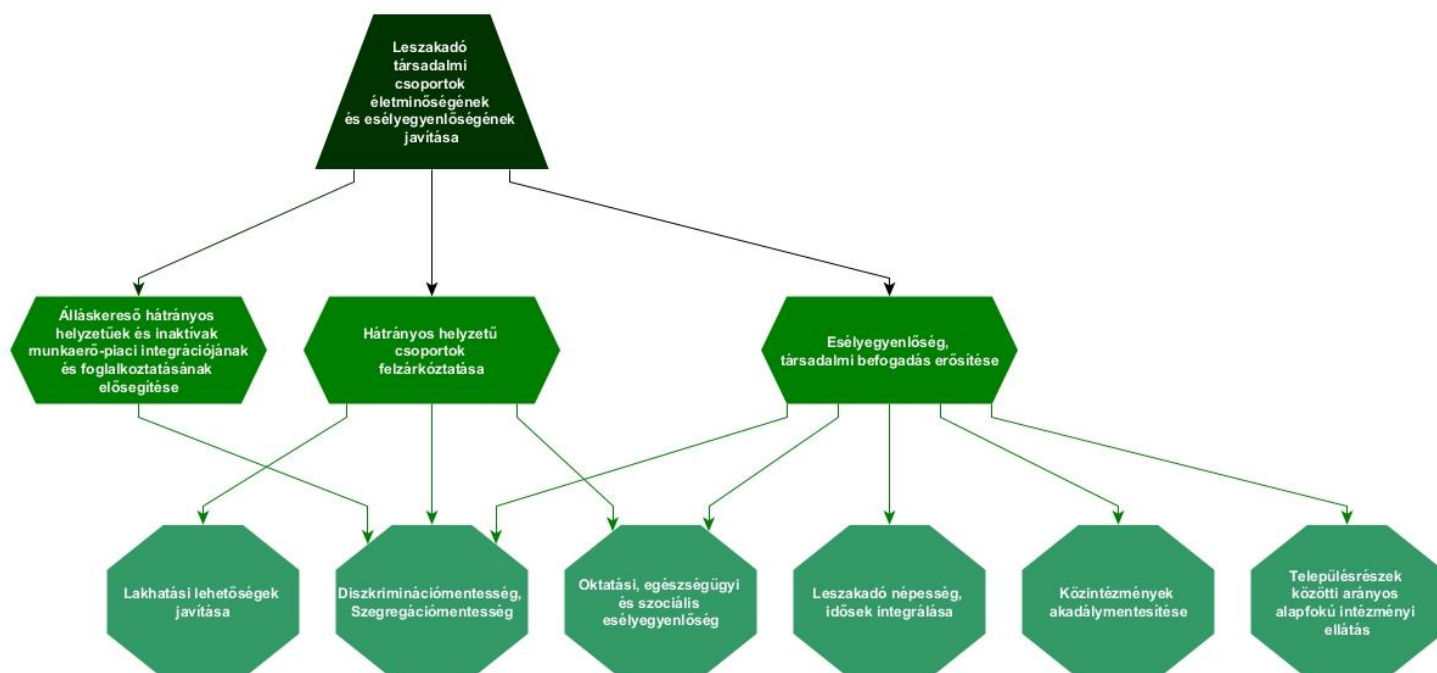 Leszakadó
társadalmi
csoportok
életminőségének
és esélyegyenlőségének
javítása
Álláskereső hátrányos
helyzetűek és inaktívak
munkaerő-piaci integrációjának
és foglalkoztatásának
elősegítése
Hátrányos helyzetű
csoportok
felzárkóztatása
Esélyegyenlőség,
társadalmi befogadás erősítése
Lakhatási lehetőségek
javítása
Diszkriminációmentesség,
Szegregációmentesség
Oktatási, egészségügyi
és szociális
esélyegyenlőség
Leszakadó népesség,
idősek integrálása
Közintézmények
akadálymentesítése
Településrészek
közötti arányos
alapfokú intézményi
ellátás